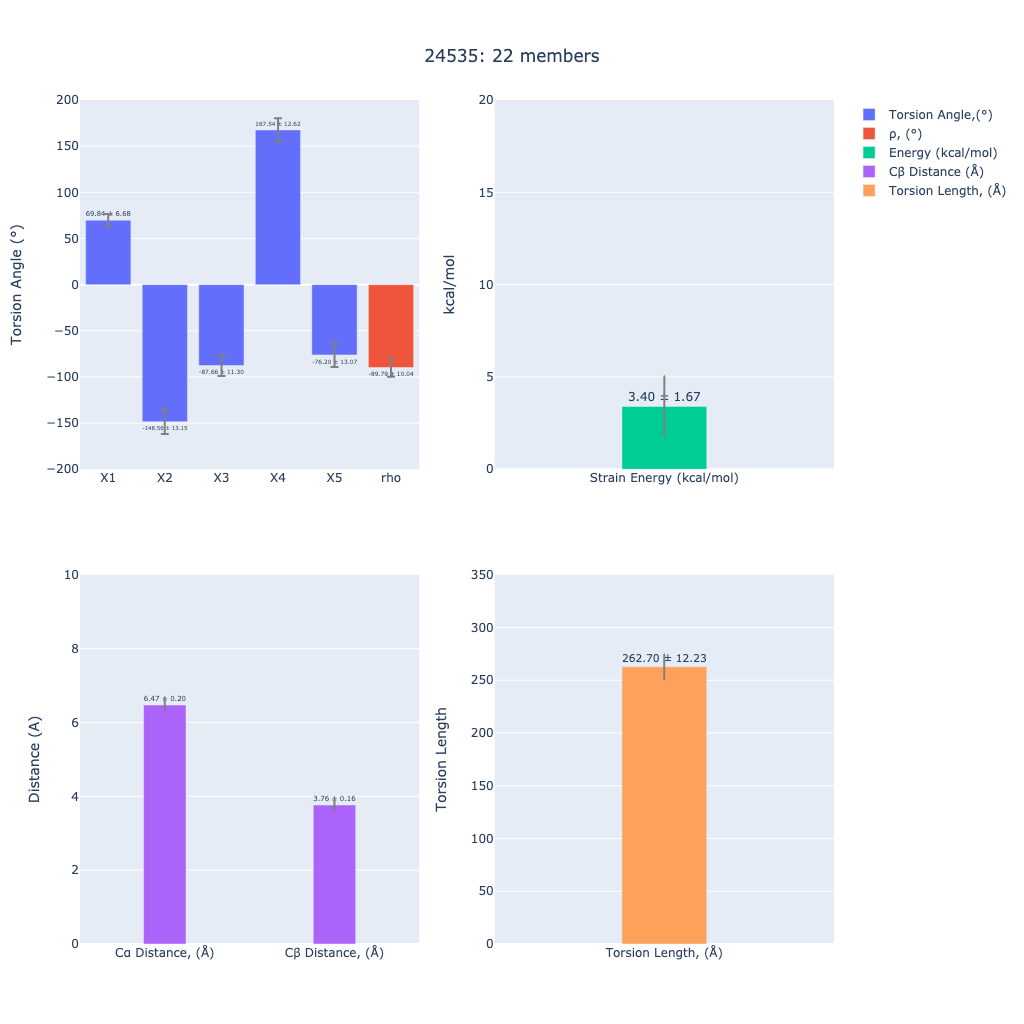 24535: 22 members
200
150
100
50
0
−50
−100
−150
−200
Torsion Angle (°)
69.84 ± 6.68
-148.56 ± 13.15
-87.66 ± 11.30
167.54 ± 12.62
-76.20 ± 13.07
-89.79 ± 10.04
X1 X2 X3 X4 X5 rho
20
15
10
5
0
kcal/mol
3.40 ± 1.67
Strain Energy (kcal/mol)
Torsion Angle,(°)
ρ, (°)
Energy (kcal/mol)
Cβ Distance (Å)
Torsion Length, (Å)
10
8
6
4
2
0
Distance (A)
6.47 ± 0.20
3.76 ± 0.16
Cα Distance, (Å) Cβ Distance, (Å)
350
300
250
200
150
100
50
0
Torsion Length
262.70 ± 12.23
Torsion Length, (Å)